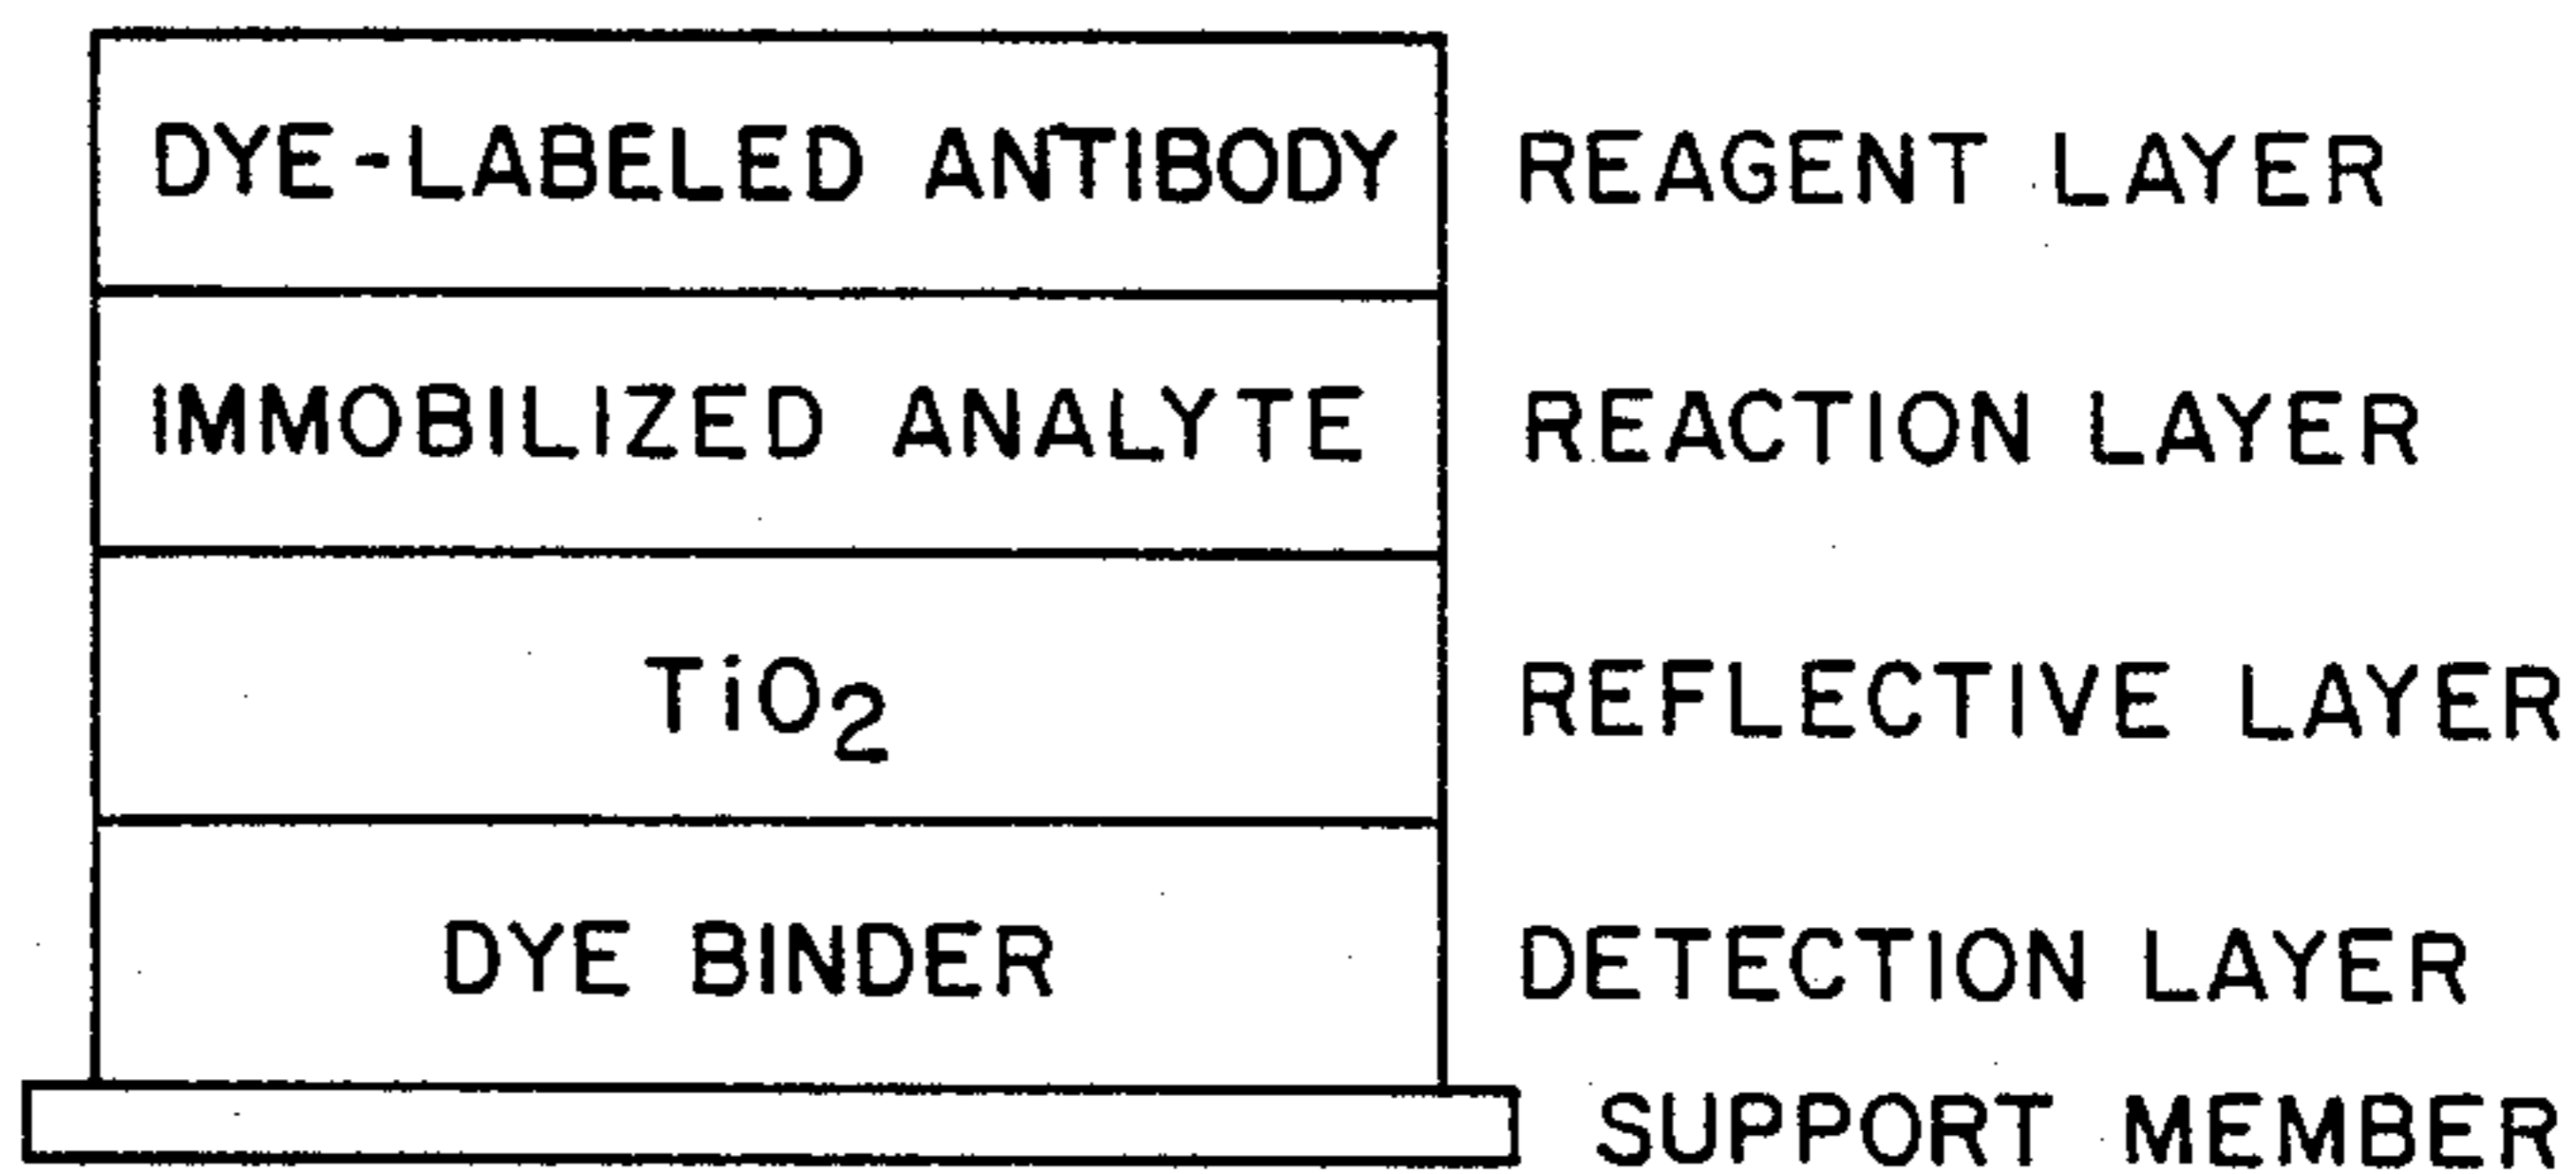 DYE-LABELED ANTIBODY REAGENT LAYER
IMMOBILIZED ANALYTE REACTION LAYER
TiO₂ REFLECTIVE LAYER
DYE BINDER DETECTION LAYER
SUPPORT MEMBER